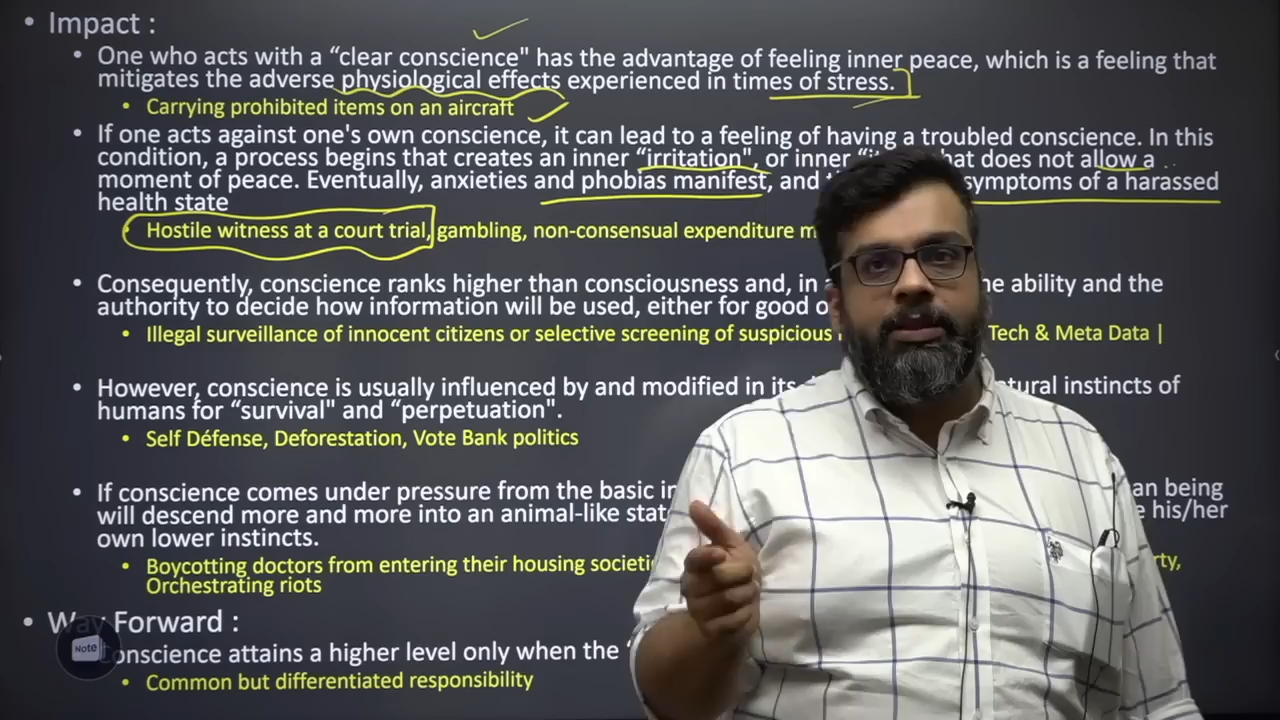 • Impact :
• One who acts with a “clear conscience" has the advantage of feeling inner peace, which is a feeling that
mitigates the adverse physiological effects experienced in times of stress.
• Carrying prohibited items on an aircraft
• If one acts against one's own conscience, it can lead to a feeling of having a troubled conscience. In this
condition, a process begins that creates an inner “irritation", or inner that does not allow a
moment of peace. Eventually, anxieties and phobias manifest, and symptoms of a harassed
health state
• Hostile witness at a court trial, gambling, non-consensual expenditure
• Consequently, conscience ranks higher than consciousness and, in the ability and the
authority to decide how information will be used, either for good
• Illegal surveillance of innocent citizens or selective screening of suspicious Tech & Meta Data |
• However, conscience is usually influenced by and modified in its natural instincts of
humans for “survival" and “perpetuation".
• Self Défense, Deforestation, Vote Bank politics
• If conscience comes under pressure from the basic being
will descend more and more into an animal-like his/her
own lower instincts.
• Boycotting doctors from entering their housing
Orchestrating riots
• Way Forward :
Conscience attains a higher level only when the
• Common but differentiated responsibility
Note